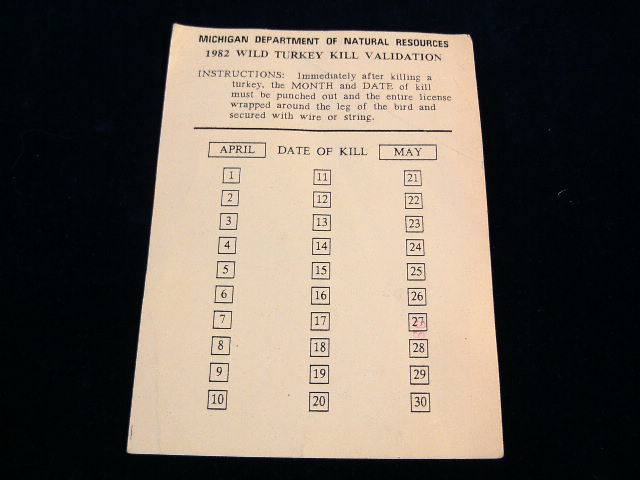 MICHIGAN DEPARTMENT OF NATURAL RESOURCES
1982 WILD TURKEY KILL VALIDATION
INSTRUCTIONS: Immediately after killing a
turkey, the MONTH and DATE of kill
must be punched out and the entire license
wrapped around the leg of the bird and
secured with wire or string.
APRIL DATE OF KILL MAY
1 11 21
2 12 22
3 13 23
4 14 24
5 15 25
6 16 26
7 17 27
8 18 28
9 19 29
10 20 30